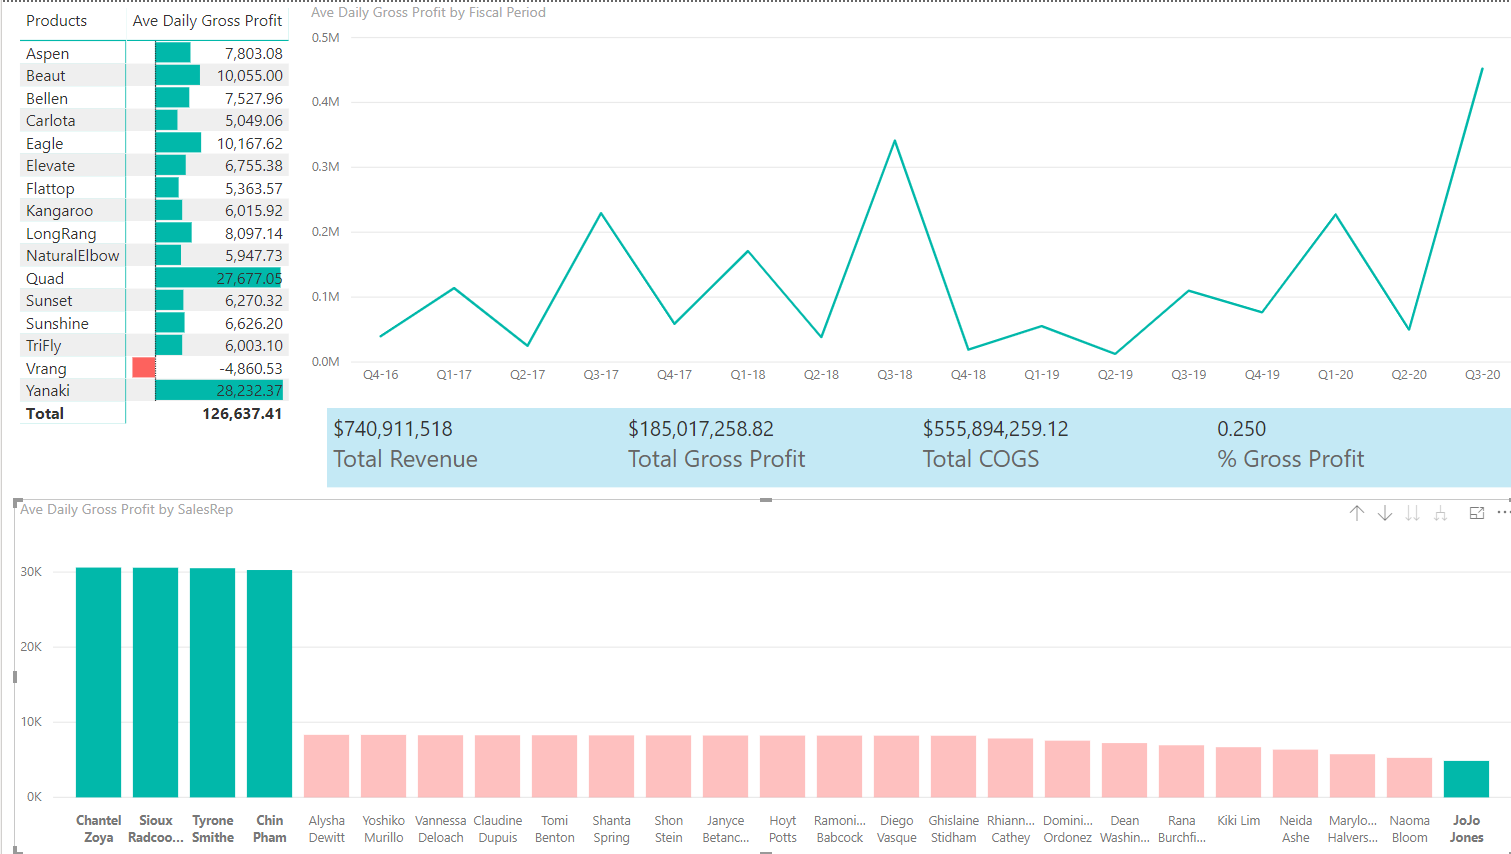 Products Ave Daily Gross Profit
Aspen 7,803.08
Beaut 10,055.00
Bellen 7,527.96
Carlota 5,049.06
Eagle 10,167.62
Elevate 6,755.38
Flattop 5,363.57
Kangaroo 6,015.92
LongRang 8,097.14
NaturalElbow 5,947.73
Quad 27,677.05
Sunset 6,270.32
Sunshine 6,626.20
TriFly 6,003.10
Vrang -4,860.53
Yanaki 28,232.37
Total 126,637.41
Ave Daily Gross Profit by Fiscal Period
0.5M
0.4M
0.3M
0.2M
0.1M
0.0M
Q4-16 Q1-17 Q2-17 Q3-17 Q4-17 Q1-18 Q2-18 Q3-18 Q4-18 Q1-19 Q2-19 Q3-19 Q4-19 Q1-20 Q2-20 Q3-20
$740,911,518
Total Revenue
$185,017,258.82
Total Gross Profit
$555,894,259.12
Total COGS
0.250
% Gross Profit
Ave Daily Gross Profit by SalesRep
30K
20K
10K
0K
Chantel
Zoya
Sioux
Radcoo...
Tyrone
Smithe
Chin
Pham
Alysha
Dewitt
Yoshiko
Murillo
Vannessa
Deloach
Claudine
Dupuis
Tomi
Benton
Shanta
Spring
Shon
Stein
Janyce
Betanc...
Hoyt
Potts
Ramoni...
Babcock
Diego
Vasque
Ghislaine
Stidham
Rhiann...
Cathey
Domini...
Ordonez
Dean
Washin...
Rana
Burchfi...
Kiki Lim
Neida
Ashe
Marylo...
Halvers...
Naoma
Bloom
JoJo
Jones